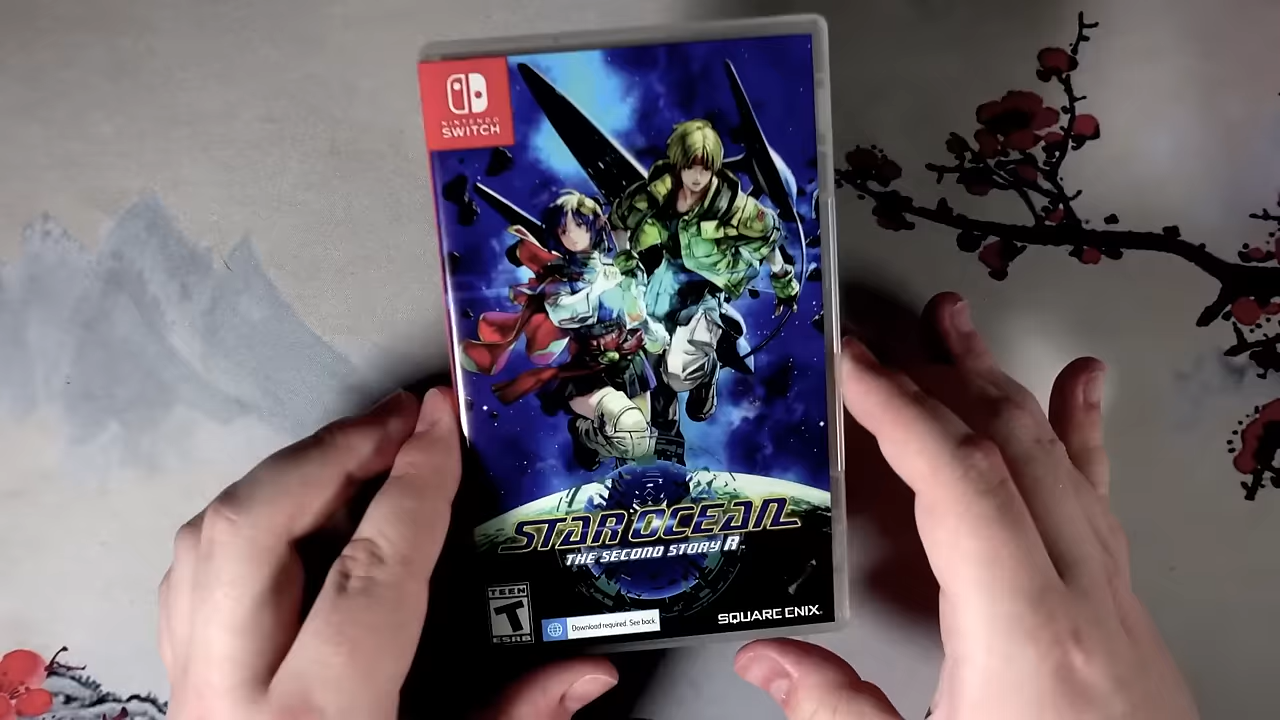 NINTENDO
SWITCH
STAR OCEAN
THE SECOND STORY R
TEEN
T
ESRB
Download required. See back.
SQUARE ENIX.